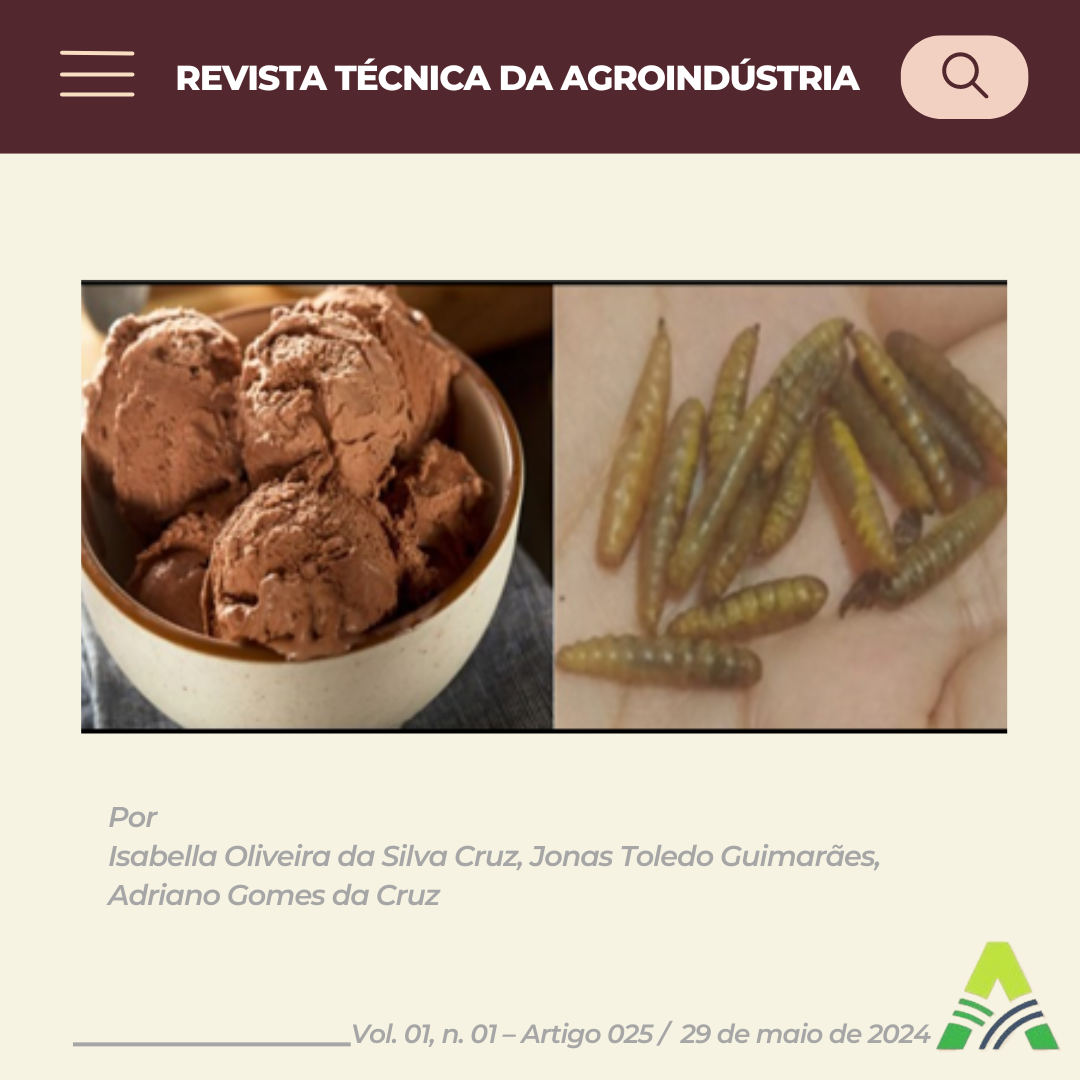 REVISTA TÉCNICA DA AGROINDÚSTRIA
Por
Isabella Oliveira da Silva Cruz, Jonas Toledo Guimarães,
Adriano Gomes da Cruz
Vol. 01, n. 01 – Artigo 025 / 29 de maio de 2024